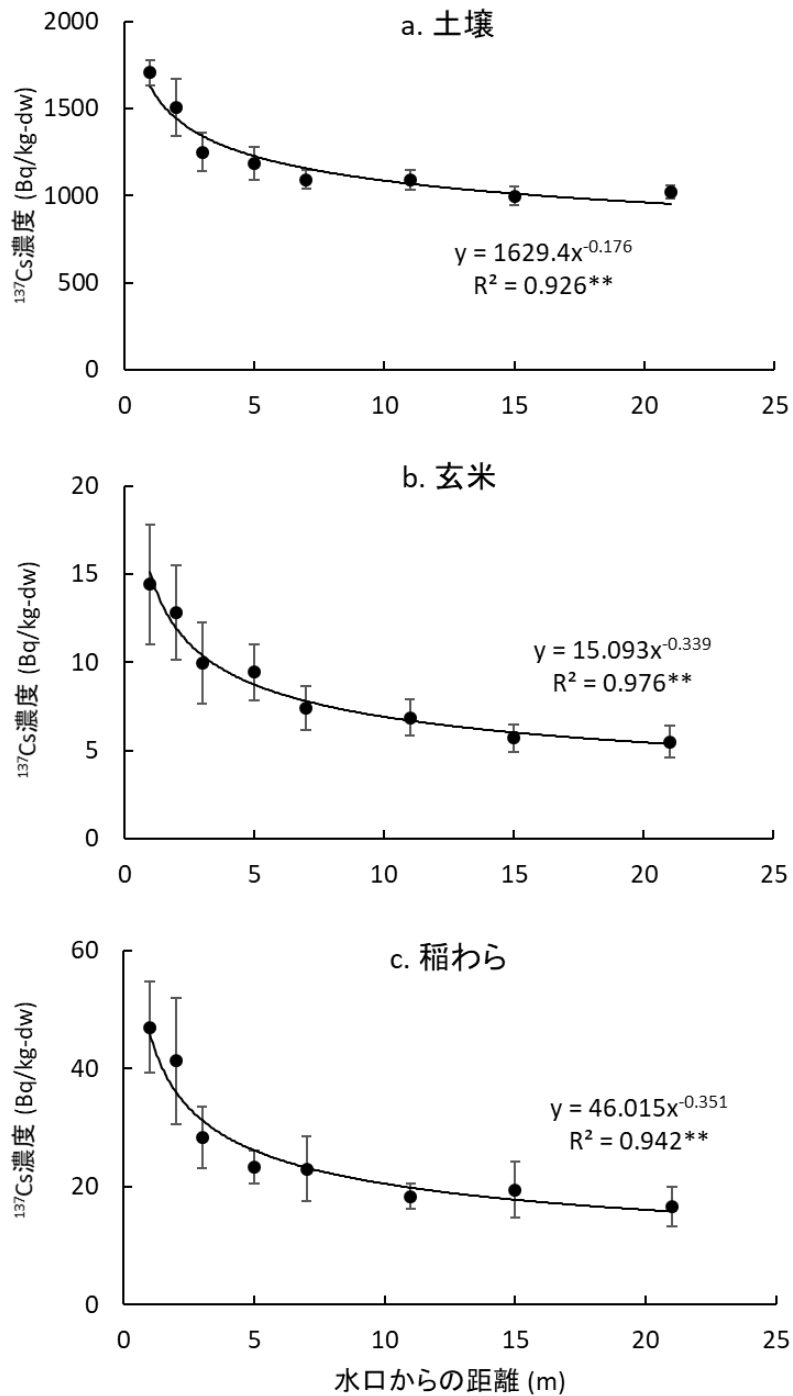 a. 土壌
¹³⁷Cs濃度 (Bq/kg-dw)
2000
1500
1000
500
0
y = 1629.4x⁻⁰·¹⁷⁶
R² = 0.926**
0 5 10 15 20 25
b. 玄米
¹³⁷Cs濃度 (Bq/kg-dw)
20
15
10
5
0
y = 15.093x⁻⁰·³³⁹
R² = 0.976**
0 5 10 15 20 25
c. 稲わら
¹³⁷Cs濃度 (Bq/kg-dw)
60
40
20
0
y = 46.015x⁻⁰·³⁵¹
R² = 0.942**
0 5 10 15 20 25
水口からの距離 (m)